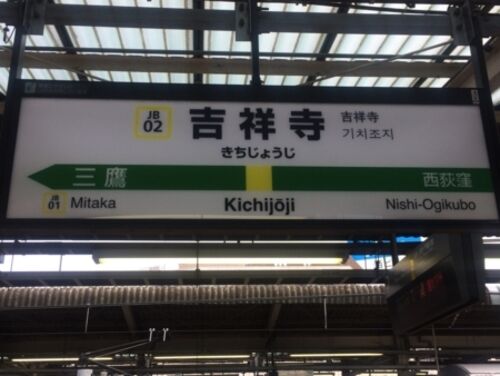 JB
02
吉祥寺
吉祥寺
기치조지
きちじょうじ
三鷹
西荻窪
JB
01
Mitaka
Kichijōji
Nishi-Ogikubo